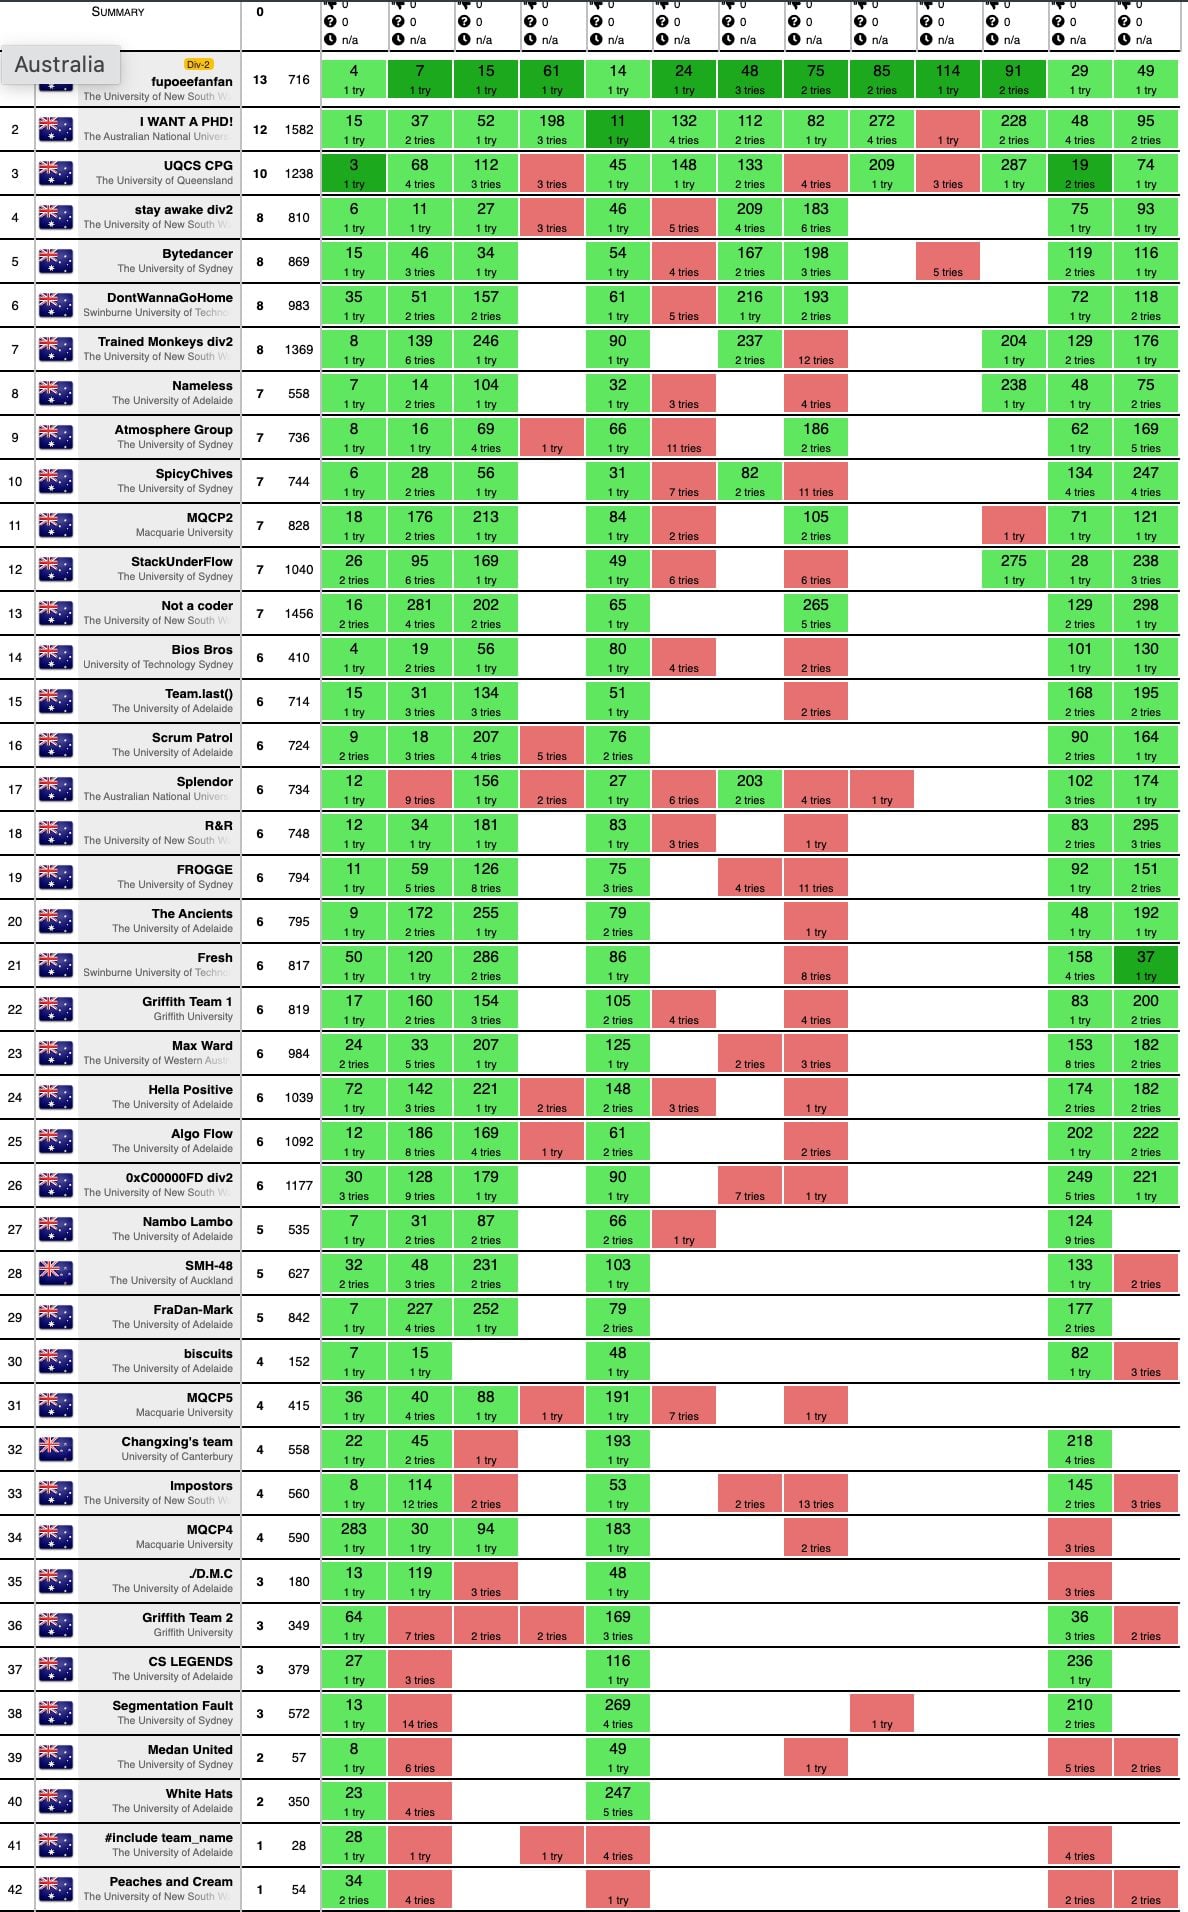 SUMMARY 0
0 0 0 0 0 0 0 0 0 0 0 0 0
0 0 0 0 0 0 0 0 0 0 0 0 0
n/a n/a n/a n/a n/a n/a n/a n/a n/a n/a n/a n/a n/a
Australia
Div-2
fupoeefanfan 13 716 4 7 15 61 14 24 48 75 85 114 91 29 49
The University of New South W 1 try 1 try 1 try 1 try 1 try 1 try 3 tries 2 tries 2 tries 1 try 2 tries 1 try 1 try
2 I WANT A PHD! 12 1582 15 37 52 198 11 132 112 82 272 228 48 95
The Australian National Univers 1 try 2 tries 1 try 3 tries 1 try 4 tries 2 tries 1 try 4 tries 1 try 2 tries 4 tries 2 tries
3 UQCS CPG 10 1238 3 68 112 45 148 133 209 287 19 74
The University of Queensland 1 try 4 tries 3 tries 3 tries 1 try 1 try 2 tries 4 tries 1 try 3 tries 1 try 2 tries 1 try
4 stay awake div2 8 810 6 11 27 46 209 183 75 93
The University of New South W 1 try 1 try 1 try 3 tries 1 try 5 tries 4 tries 6 tries 1 try 1 try
5 Bytedancer 8 869 15 46 34 54 167 198 119 116
The University of Sydney 1 try 3 tries 1 try 1 try 4 tries 2 tries 3 tries 5 tries 2 tries 1 try
6 DontWannaGoHome 8 983 35 51 157 61 216 193 72 118
Swinburne University of Techno 1 try 2 tries 2 tries 1 try 5 tries 1 try 2 tries 1 try 2 tries
7 Trained Monkeys div2 8 1369 8 139 246 90 237 204 129 176
The University of New South W 1 try 6 tries 1 try 1 try 2 tries 12 tries 1 try 2 tries 1 try
8 Nameless 7 558 7 14 104 32 238 48 75
The University of Adelaide 1 try 2 tries 1 try 1 try 3 tries 4 tries 1 try 1 try 2 tries
9 Atmosphere Group 7 736 8 16 69 66 186 62 169
The University of Sydney 1 try 1 try 4 tries 1 try 1 try 11 tries 2 tries 1 try 5 tries
10 SpicyChives 7 744 6 28 56 31 82 134 247
The University of Sydney 1 try 2 tries 1 try 1 try 7 tries 2 tries 11 tries 4 tries 4 tries
11 MQCP2 7 828 18 176 213 84 105 71 121
Macquarie University 1 try 2 tries 1 try 1 try 2 tries 2 tries 1 try 1 try 1 try
12 StackUnderFlow 7 1040 26 95 169 49 275 28 238
The University of Sydney 2 tries 6 tries 1 try 1 try 6 tries 6 tries 1 try 1 try 3 tries
13 Not a coder 7 1456 16 281 202 65 265 129 298
The University of New South W 2 tries 4 tries 2 tries 1 try 5 tries 2 tries 1 try
14 Bios Bros 6 410 4 19 56 80 101 130
University of Technology Sydney 1 try 2 tries 1 try 1 try 4 tries 2 tries 1 try 1 try
15 Team.last() 6 714 15 31 134 51 168 195
The University of Adelaide 1 try 3 tries 3 tries 1 try 2 tries 2 tries 2 tries
16 Scrum Patrol 6 724 9 18 207 76 90 164
The University of Adelaide 2 tries 3 tries 4 tries 5 tries 2 tries 2 tries 1 try
17 Splendor 6 734 12 156 27 203 102 174
The Australian National Univers 1 try 9 tries 1 try 2 tries 1 try 6 tries 2 tries 4 tries 1 try 3 tries 1 try
18 R&R 6 748 12 34 181 83 83 295
The University of New South W 1 try 1 try 1 try 1 try 3 tries 1 try 2 tries 3 tries
19 FROGGE 6 794 11 59 126 75 92 151
The University of Sydney 1 try 5 tries 8 tries 3 tries 4 tries 11 tries 1 try 2 tries
20 The Ancients 6 795 9 172 255 79 48 192
The University of Adelaide 1 try 2 tries 1 try 2 tries 1 try 1 try 1 try
21 Fresh 6 817 50 120 286 86 158 37
Swinburne University of Techno 1 try 1 try 2 tries 1 try 8 tries 4 tries 1 try
22 Griffith Team 1 6 819 17 160 154 105 83 200
Griffith University 1 try 2 tries 3 tries 2 tries 4 tries 4 tries 1 try 2 tries
23 Max Ward 6 984 24 33 207 125 153 182
The University of Western Austr 2 tries 5 tries 1 try 1 try 2 tries 3 tries 8 tries 2 tries
24 Hella Positive 6 1039 72 142 221 148 174 182
The University of Adelaide 1 try 3 tries 1 try 2 tries 2 tries 3 tries 1 try 2 tries 2 tries
25 Algo Flow 6 1092 12 186 169 61 202 222
The University of Adelaide 1 try 8 tries 4 tries 1 try 2 tries 2 tries 1 try 2 tries
26 0xC00000FD div2 6 1177 30 128 179 90 249 221
The University of New South W 3 tries 9 tries 1 try 1 try 7 tries 1 try 5 tries 1 try
27 Nambo Lambo 5 535 7 31 87 66 124
The University of Adelaide 1 try 2 tries 2 tries 2 tries 1 try 9 tries
28 SMH-48 5 627 32 48 231 103 133
The University of Auckland 2 tries 3 tries 2 tries 1 try 1 try 2 tries
29 FraDan-Mark 5 842 7 227 252 79 177
The University of Adelaide 1 try 4 tries 1 try 2 tries 2 tries
30 biscuits 4 152 7 15 48 82
The University of Adelaide 1 try 1 try 1 try 1 try 3 tries
31 MQCP5 4 415 36 40 88 191
Macquarie University 1 try 4 tries 1 try 1 try 1 try 7 tries 1 try
32 Changxing's team 4 558 22 45 193 218
University of Canterbury 1 try 2 tries 1 try 1 try 4 tries
33 Impostors 4 560 8 114 53 145
The University of New South W 1 try 12 tries 2 tries 1 try 2 tries 13 tries 2 tries 3 tries
34 MQCP4 4 590 283 30 94 183
Macquarie University 1 try 1 try 1 try 1 try 2 tries 3 tries
35 ./D.M.C 3 180 13 119 48
The University of Adelaide 1 try 1 try 3 tries 1 try 3 tries
36 Griffith Team 2 3 349 64 169 36
Griffith University 1 try 7 tries 2 tries 2 tries 3 tries 3 tries 2 tries
37 CS LEGENDS 3 379 27 116 236
The University of Adelaide 1 try 3 tries 1 try 1 try
38 Segmentation Fault 3 572 13 269 210
The University of Sydney 1 try 14 tries 4 tries 1 try 2 tries
39 Medan United 2 57 8 49
The University of Sydney 1 try 6 tries 1 try 1 try 5 tries 2 tries
40 White Hats 2 350 23 247
The University of Adelaide 1 try 4 tries 5 tries
41 #include team_name 1 28 28
The University of Adelaide 1 try 1 try 1 try 4 tries 4 tries
42 Peaches and Cream 1 54 34
The University of New South W 2 tries 4 tries 1 try 2 tries 2 tries